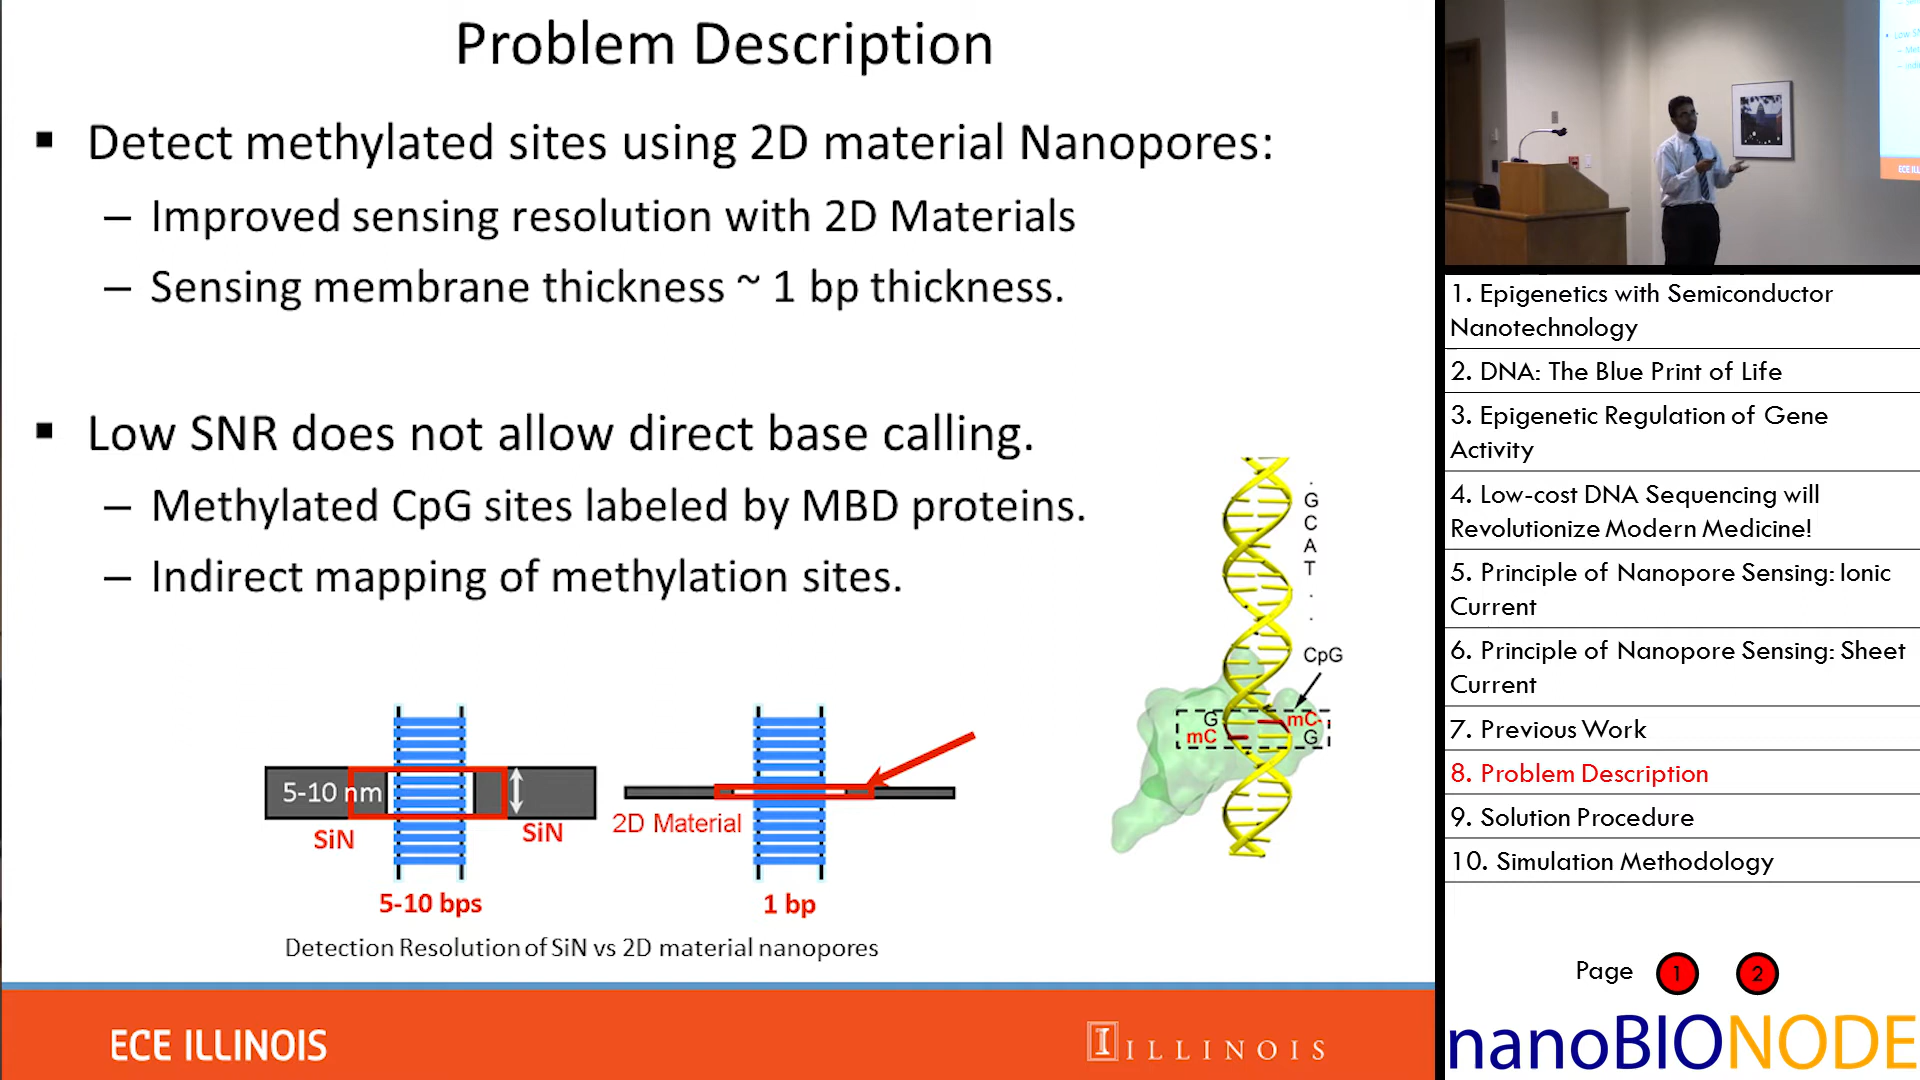 Problem Description
▪ Detect methylated sites using 2D material Nanopores:
– Improved sensing resolution with 2D Materials
– Sensing membrane thickness ~ 1 bp thickness.
▪ Low SNR does not allow direct base calling.
– Methylated CpG sites labeled by MBD proteins.
– Indirect mapping of methylation sites.
5-10 nm
SiN
SiN
5-10 bps
2D Material
1 bp
Detection Resolution of SiN vs 2D material nanopores
.
G
C
A
T
.
.
CpG
G
mC
mC
G
ECE ILLINOIS
I ILLINOIS
1. Epigenetics with Semiconductor
Nanotechnology
2. DNA: The Blue Print of Life
3. Epigenetic Regulation of Gene
Activity
4. Low-cost DNA Sequencing will
Revolutionize Modern Medicine!
5. Principle of Nanopore Sensing: Ionic
Current
6. Principle of Nanopore Sensing: Sheet
Current
7. Previous Work
8. Problem Description
9. Solution Procedure
10. Simulation Methodology
Page 1 2
nanoBIONODE